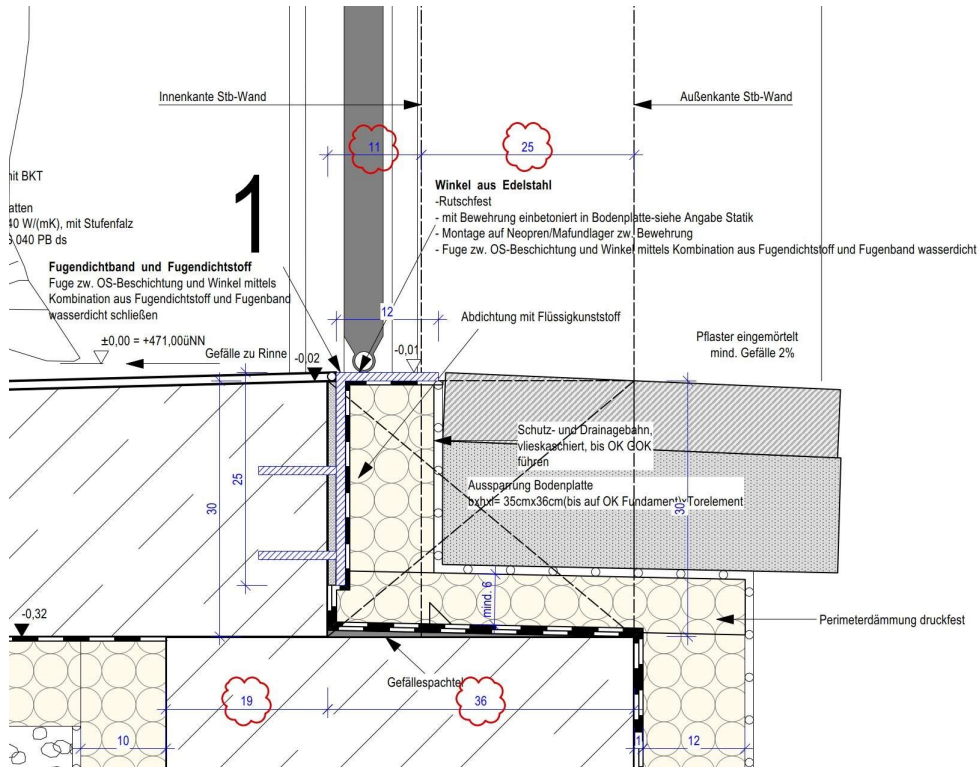 Innenkante Stb-Wand
Außenkante Stb-Wand
11
25
nit BKT
atten
40 W/(mK), mit Stufenfalz
040 PB ds
1
Winkel aus Edelstahl
-Rutschfest
- mit Bewehrung einbetoniert in Bodenplatte-siehe Angabe Statik
- Montage auf Neopren/Mafundlager zw. Bewehrung
- Fuge zw. OS-Beschichtung und Winkel mittels Kombination aus Fugendichtstoff und Fugenband wasserdicht
Fugendichtband und Fugendichtstoff
Fuge zw. OS-Beschichtung und Winkel mittels
Kombination aus Fugendichtstoff und Fugenband
wasserdicht schließen
12
Abdichtung mit Flüssigkunststoff
Pflaster eingemörtelt
mind. Gefälle 2%
±0,00 = +471,00üNN
Gefälle zu Rinne
-0,02
-0,01
Schutz- und Drainagebahn,
vlieskaschiert, bis OK GOK
führen
Aussparung Bodenplatte
bxhxl= 35cmx36cm(bis auf OK Fundament)xTorelement
25
30
30
mind. 6
-0,32
Perimeterdämmung druckfest
Gefällespachtel
19
36
10
1
12